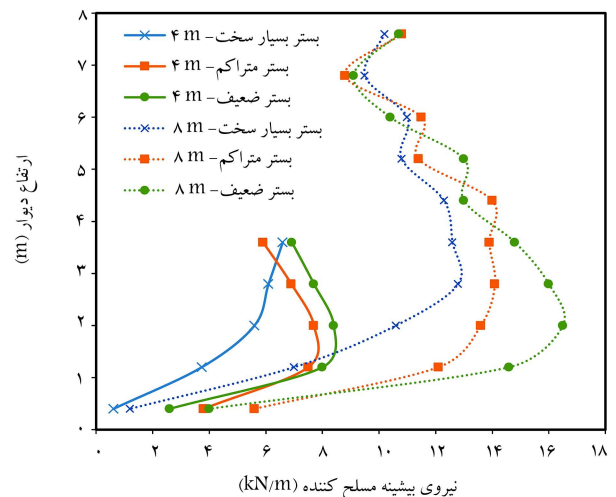 ۸
۷
۶
۵
۴
۳
۲
۱
۰
ارتفاع دیوار (m)
بستر بسیار سخت- ۴ m
بستر متراکم- ۴ m
بستر ضعیف- ۴ m
بستر بسیار سخت- ۸ m
بستر متراکم- ۸ m
بستر ضعیف- ۸ m
۰ ۲ ۴ ۶ ۸ ۱۰ ۱۲ ۱۴ ۱۶ ۱۸
نیروی بیشینه مسلح کننده (kN/m)